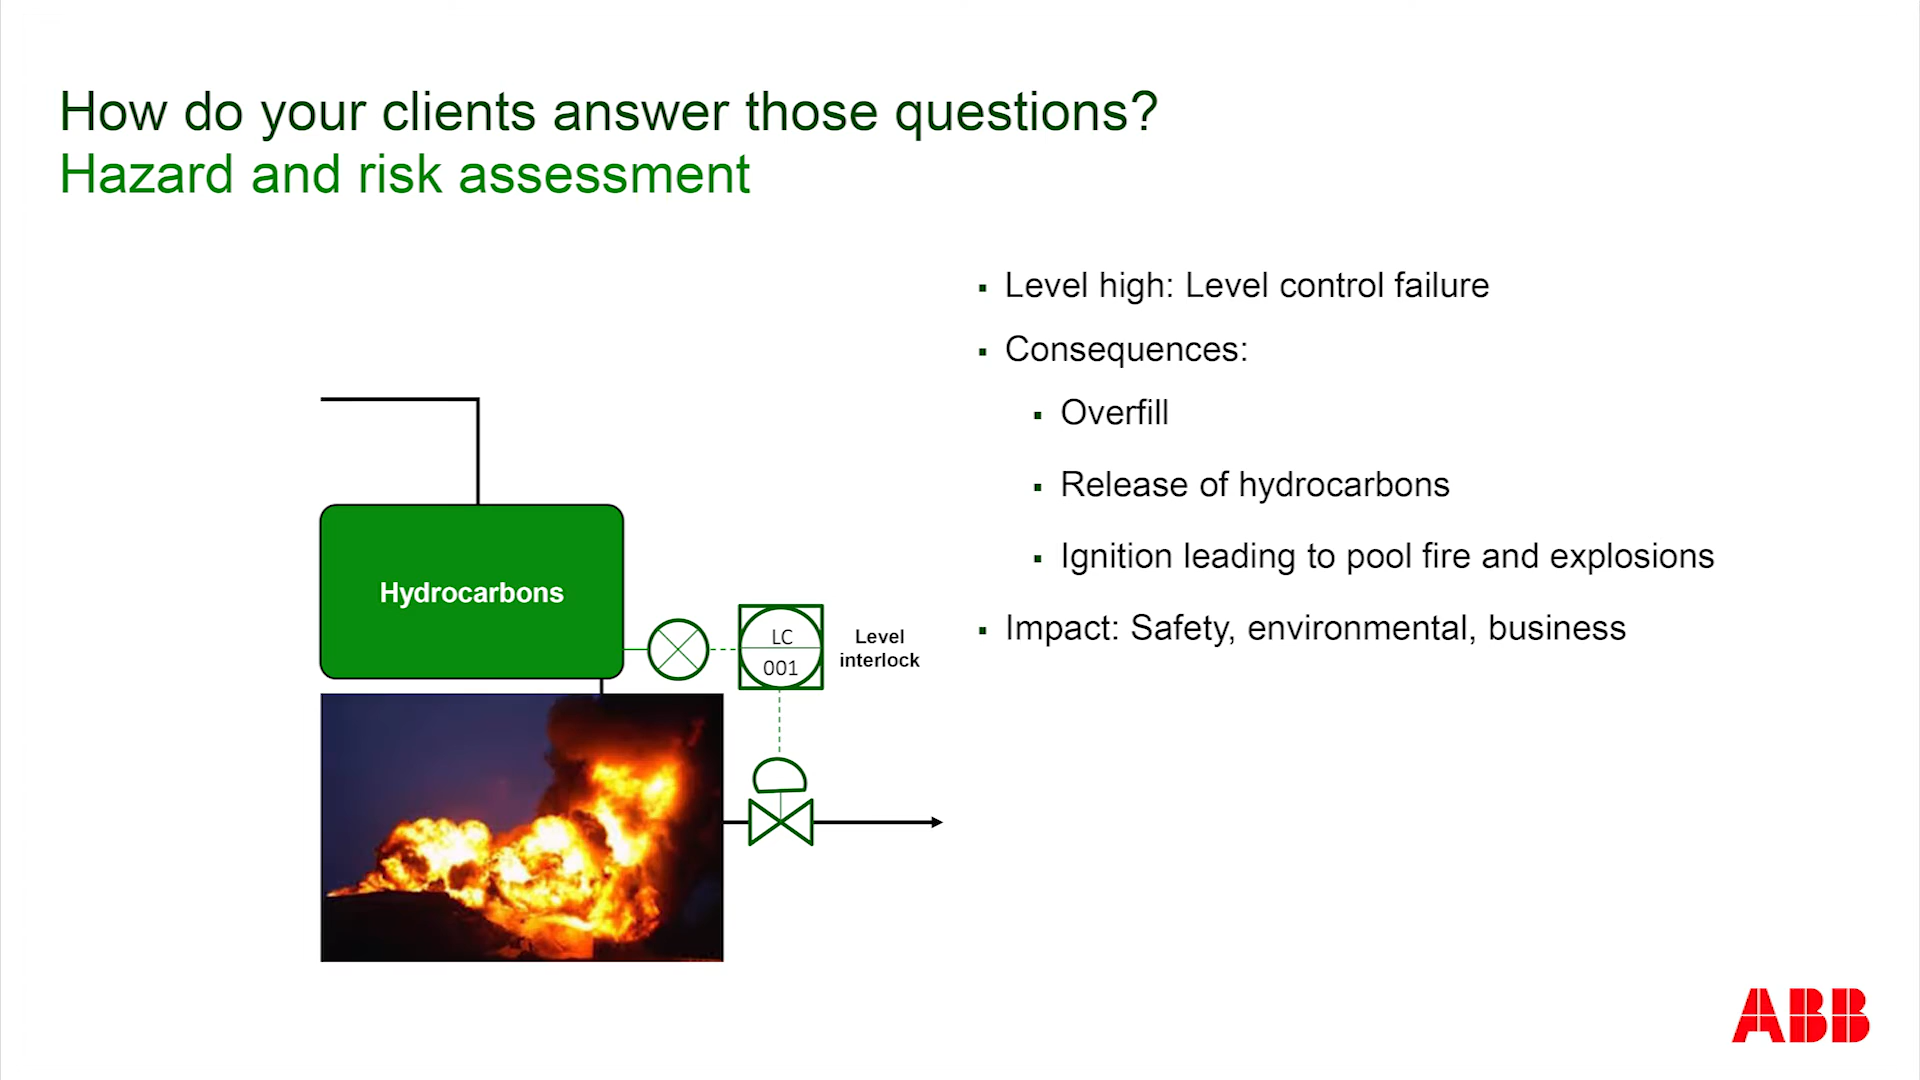 How do your clients answer those questions?
Hazard and risk assessment
▪ Level high: Level control failure
▪ Consequences:
▪ Overfill
▪ Release of hydrocarbons
▪ Ignition leading to pool fire and explosions
▪ Impact: Safety, environmental, business
Hydrocarbons
LC
001
Level
interlock
ABB